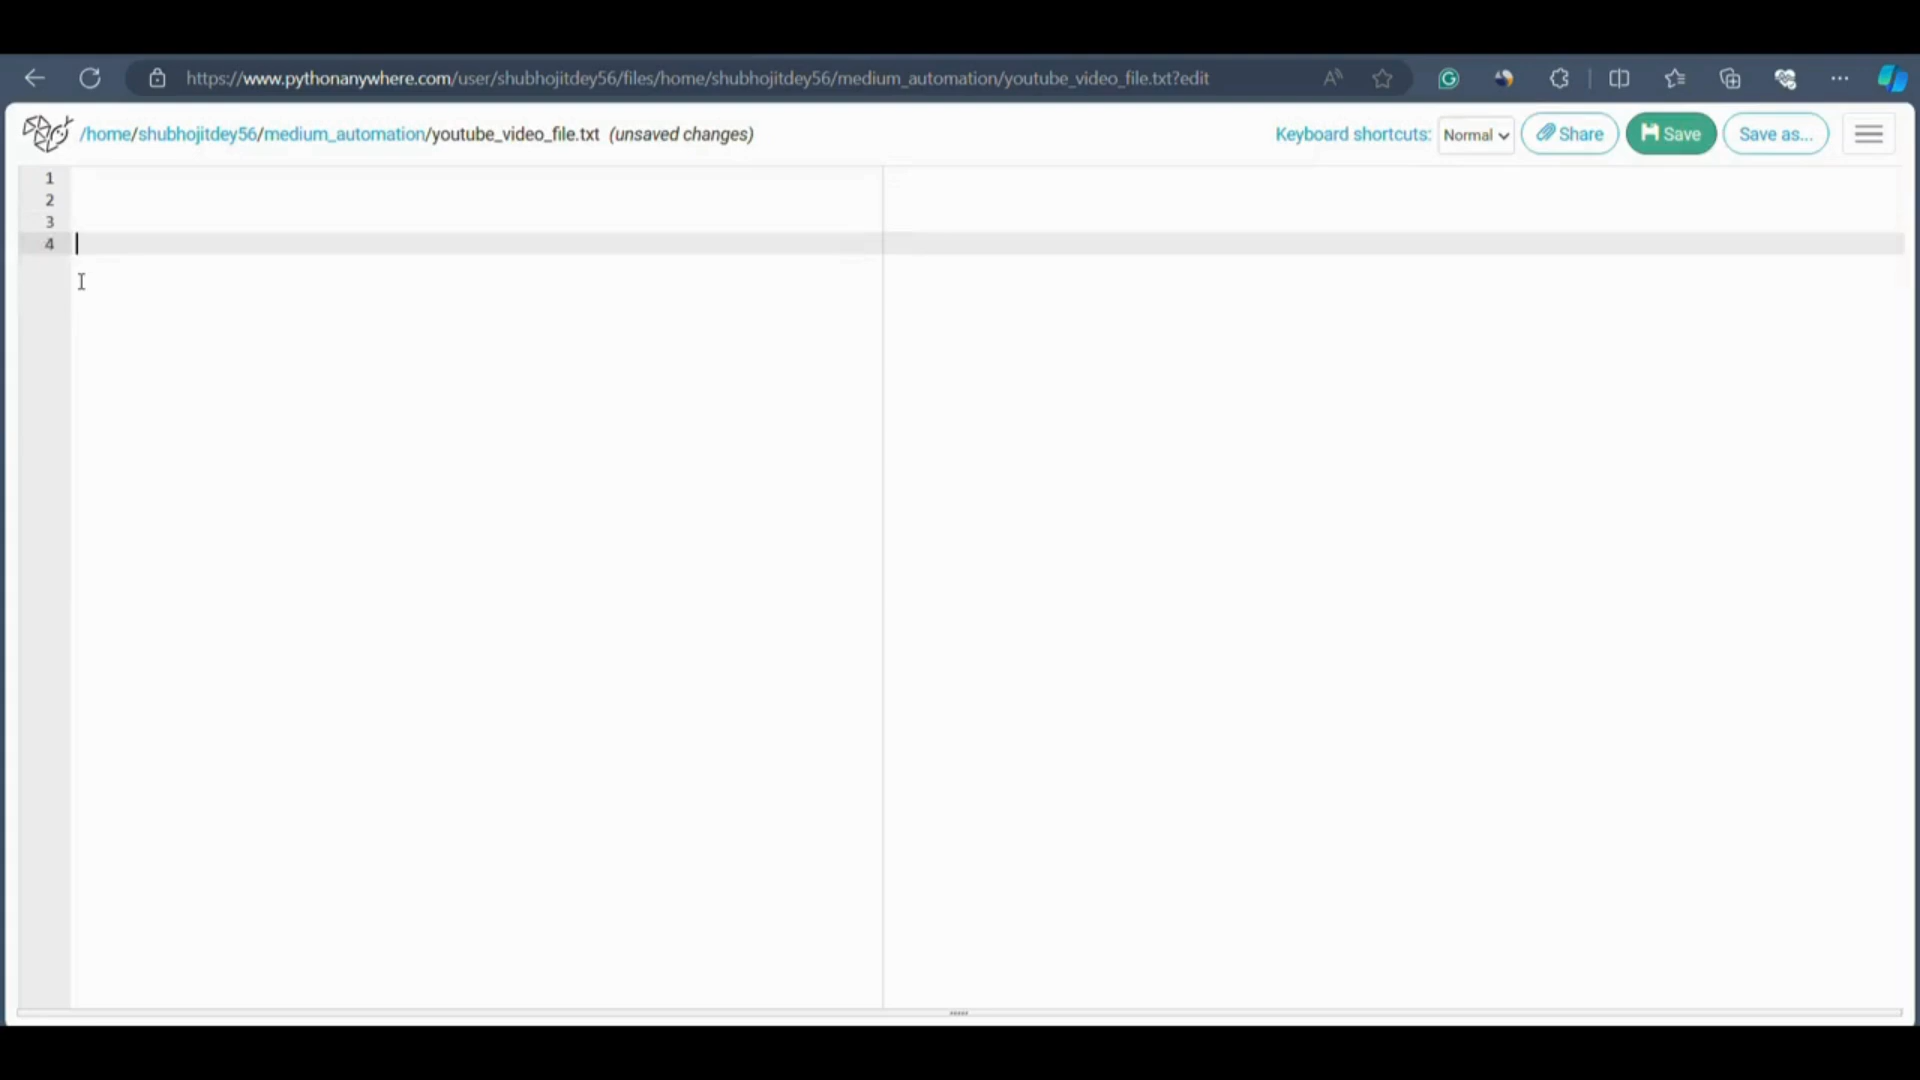 https://www.pythonanywhere.com/user/shubhojitdey56/files/home/shubhojitdey56/medium_automation/youtube_video_file.txt?edit
/home/shubhojitdey56/medium_automation/youtube_video_file.txt (unsaved changes)
Keyboard shortcuts: Normal Share Save Save as...
1
2
3
4